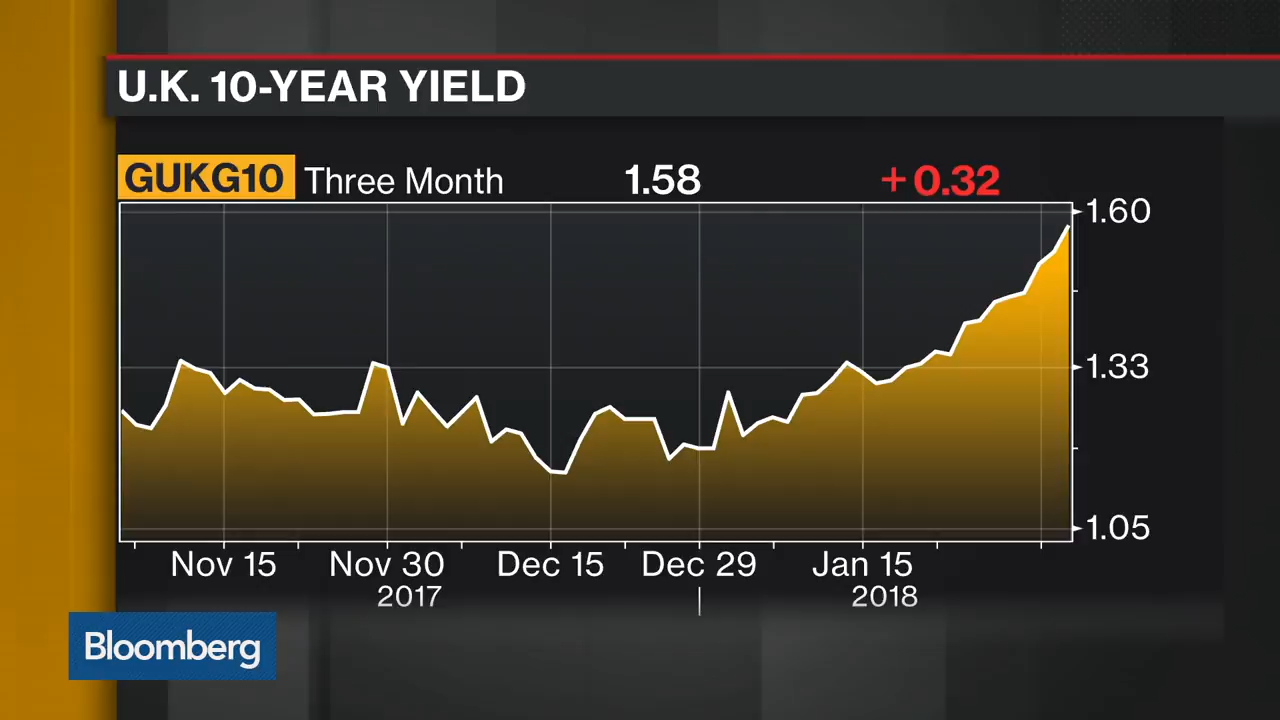 U.K. 10-YEAR YIELD
GUKG10 Three Month 1.58 +0.32
1.60
1.33
1.05
Nov 15 Nov 30 Dec 15 Dec 29 Jan 15
2017 2018
Bloomberg